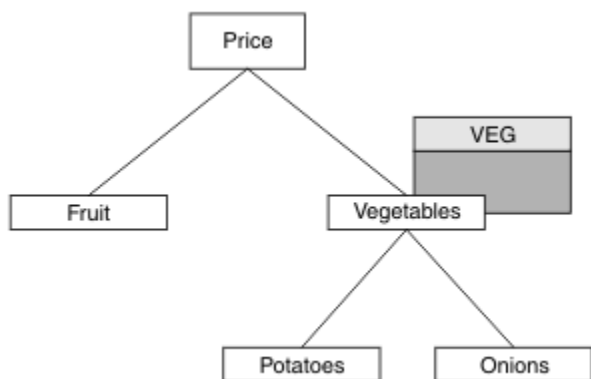 Price
VEG
Fruit
Vegetables
Potatoes
Onions